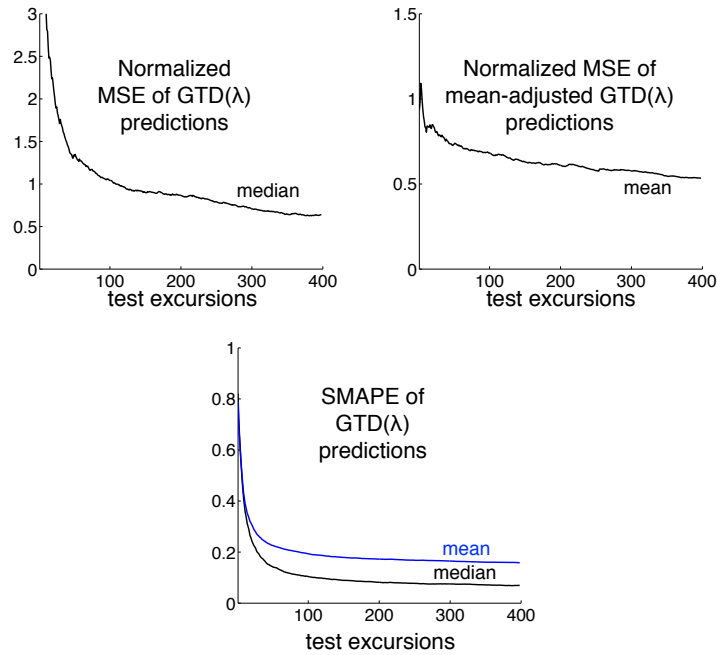 3
2.5
2
1.5
1
0.5
0
Normalized
MSE of GTD(λ)
predictions
median
100 200 300 400
test excursions
1.5
1
0.5
0
Normalized MSE of
mean-adjusted GTD(λ)
predictions
mean
100 200 300 400
test excursions
1
0.8
0.6
0.4
0.2
0
SMAPE of
GTD(λ)
predictions
mean
median
100 200 300 400
test excursions